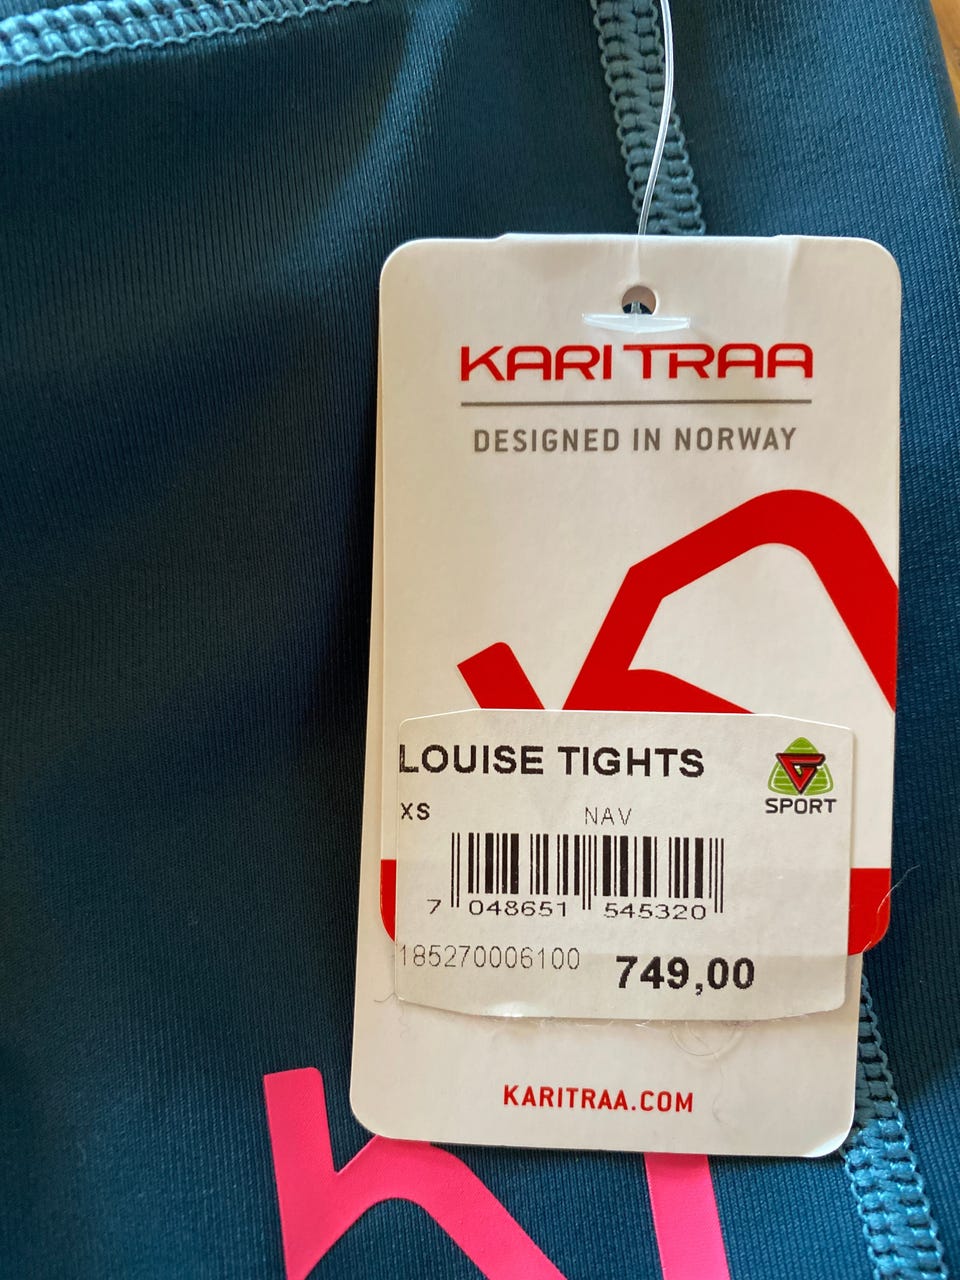 KARI TRAA
DESIGNED IN NORWAY
LOUISE TIGHTS
SPORT
XS NAV
7 048651 545320
185270006100 749,00
KARITRAA.COM